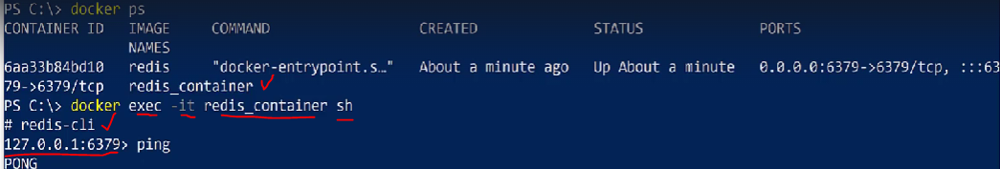 PS C:\> docker ps
CONTAINER ID IMAGE COMMAND CREATED STATUS PORTS
NAMES
6aa33b84bd10 redis "docker-entrypoint.s…" About a minute ago Up About a minute 0.0.0.0:6379->6379/tcp, :::63
79->6379/tcp redis_container
PS C:\> docker exec -it redis_container sh
# redis-cli
127.0.0.1:6379> ping
PONG